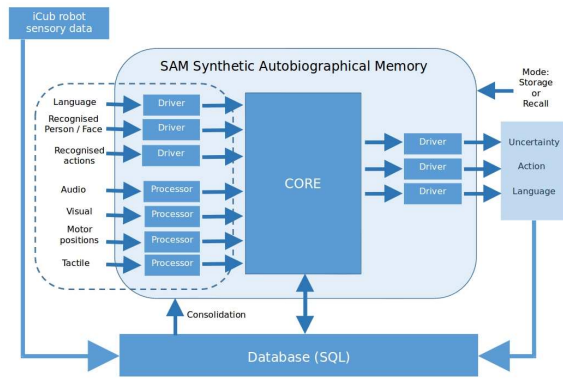 iCub robot
sensory data
SAM Synthetic Autobiographical Memory
Mode:
Storage
or
Recall
Language
Driver
Recognised
Person / Face
Driver
Recognised
actions
Driver
Audio
Processor
Visual
Processor
Motor
positions
Processor
Tactile
Processor
CORE
Driver
Uncertainty
Driver
Action
Driver
Language
Consolidation
Database (SQL)